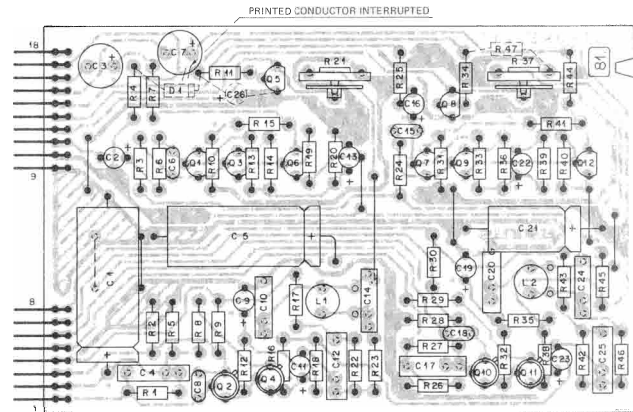 PRINTED CONDUCTOR INTERRUPTED
18
C3
C7
R4
R7
D1
R11
C26
Q5
R21
R25
C16
Q8
R34
R47
R37
R44
81
R15
C15
R41
C2
R3
R6
C6
Q1
R10
Q3
R13
R14
Q6
R19
R20
C13
R24
Q7
R31
Q9
R33
R36
C22
R39
R40
Q12
9
C1
C5
C21
R30
C19
C20
L2
R43
C24
R45
8
R2
R5
R8
R9
C9
C10
R17
L1
C14
R29
R28
C18
R35
R27
C4
R1
C8
Q2
R12
Q4
R16
C11
R18
C12
R22
R23
C17
R26
Q10
R32
Q11
R38
C23
R42
C25
R46
1